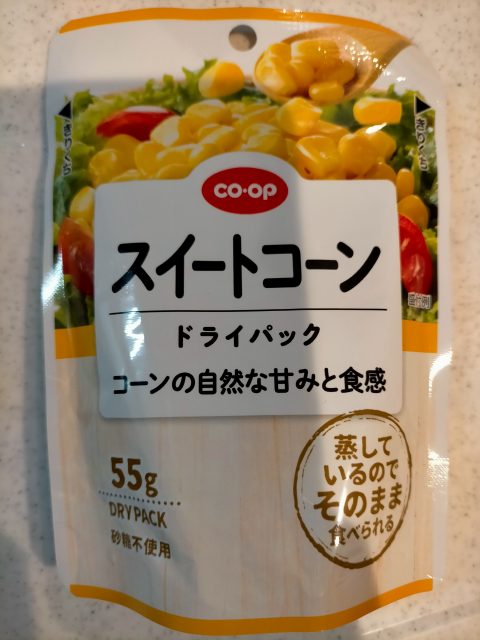 きりくち
きりくち
CO・OP
スイートコーン
ドライパック
コーンの自然な甘みと食感
盛付例
55g
DRY PACK
砂糖不使用
蒸して
いるので
そのまま
食べられる